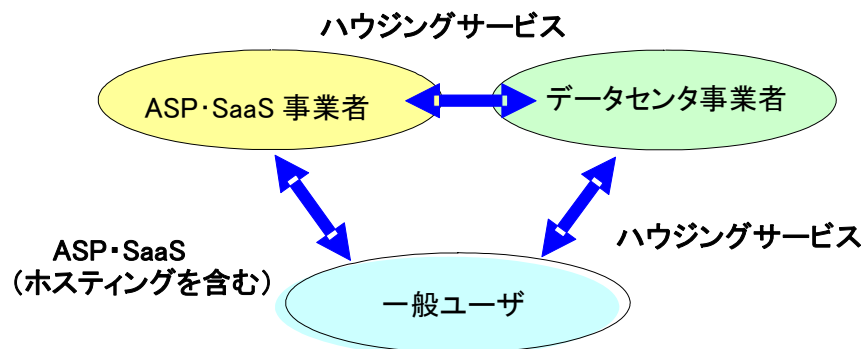 ハウジングサービス
ASP･SaaS 事業者
データセンタ事業者
ASP・SaaS
（ホスティングを含む）
ハウジングサービス
一般ユーザ